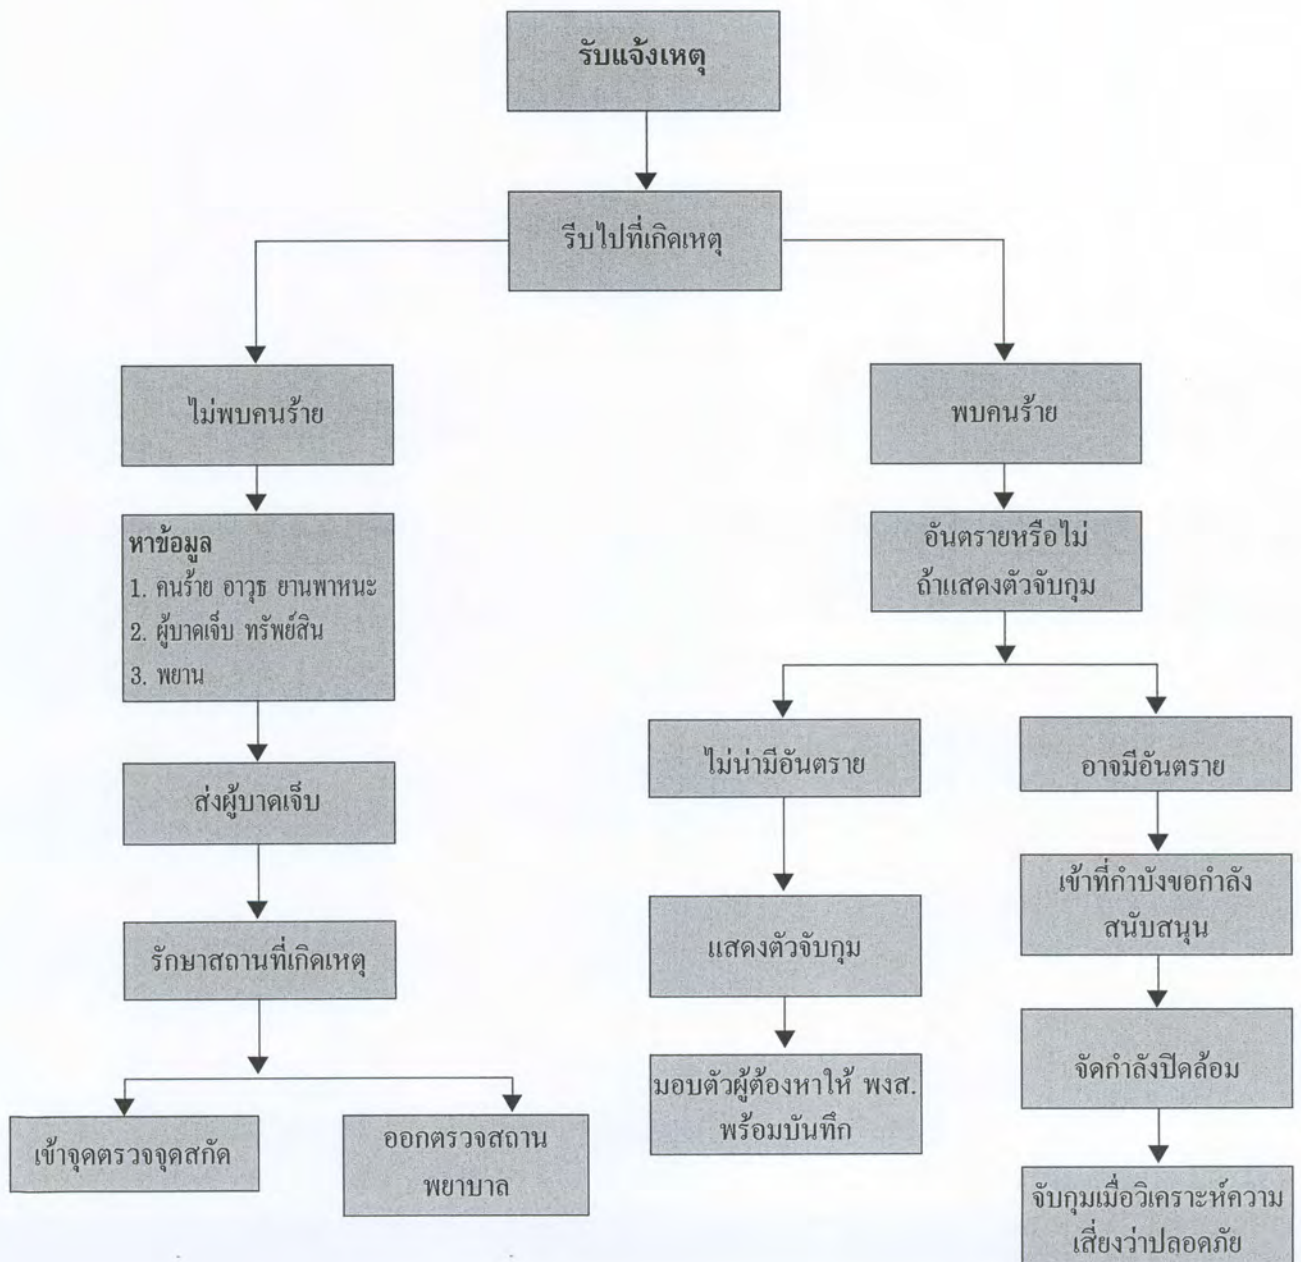 รับแจ้งเหตุ
รีบไปที่เกิดเหตุ
ไม่พบคนร้าย
หาข้อมูล
1. คนร้าย อาวุธ ยานพาหนะ
2. ผู้บาดเจ็บ ทรัพย์สิน
3. พยาน
ส่งผู้บาดเจ็บ
รักษาสถานที่เกิดเหตุ
เข้าจุดตรวจจุดสกัด
ออกตรวจสถาน
พยาบาล
พบคนร้าย
อันตรายหรือไม่
ถ้าแสดงตัวจับกุม
ไม่น่ามีอันตราย
แสดงตัวจับกุม
มอบตัวผู้ต้องหาให้ พงส.
พร้อมบันทึก
อาจมีอันตราย
เข้าที่กำบังขอกำลัง
สนับสนุน
จัดกำลังปิดล้อม
จับกุมเมื่อวิเคราะห์ความ
เสี่ยงว่าปลอดภัย